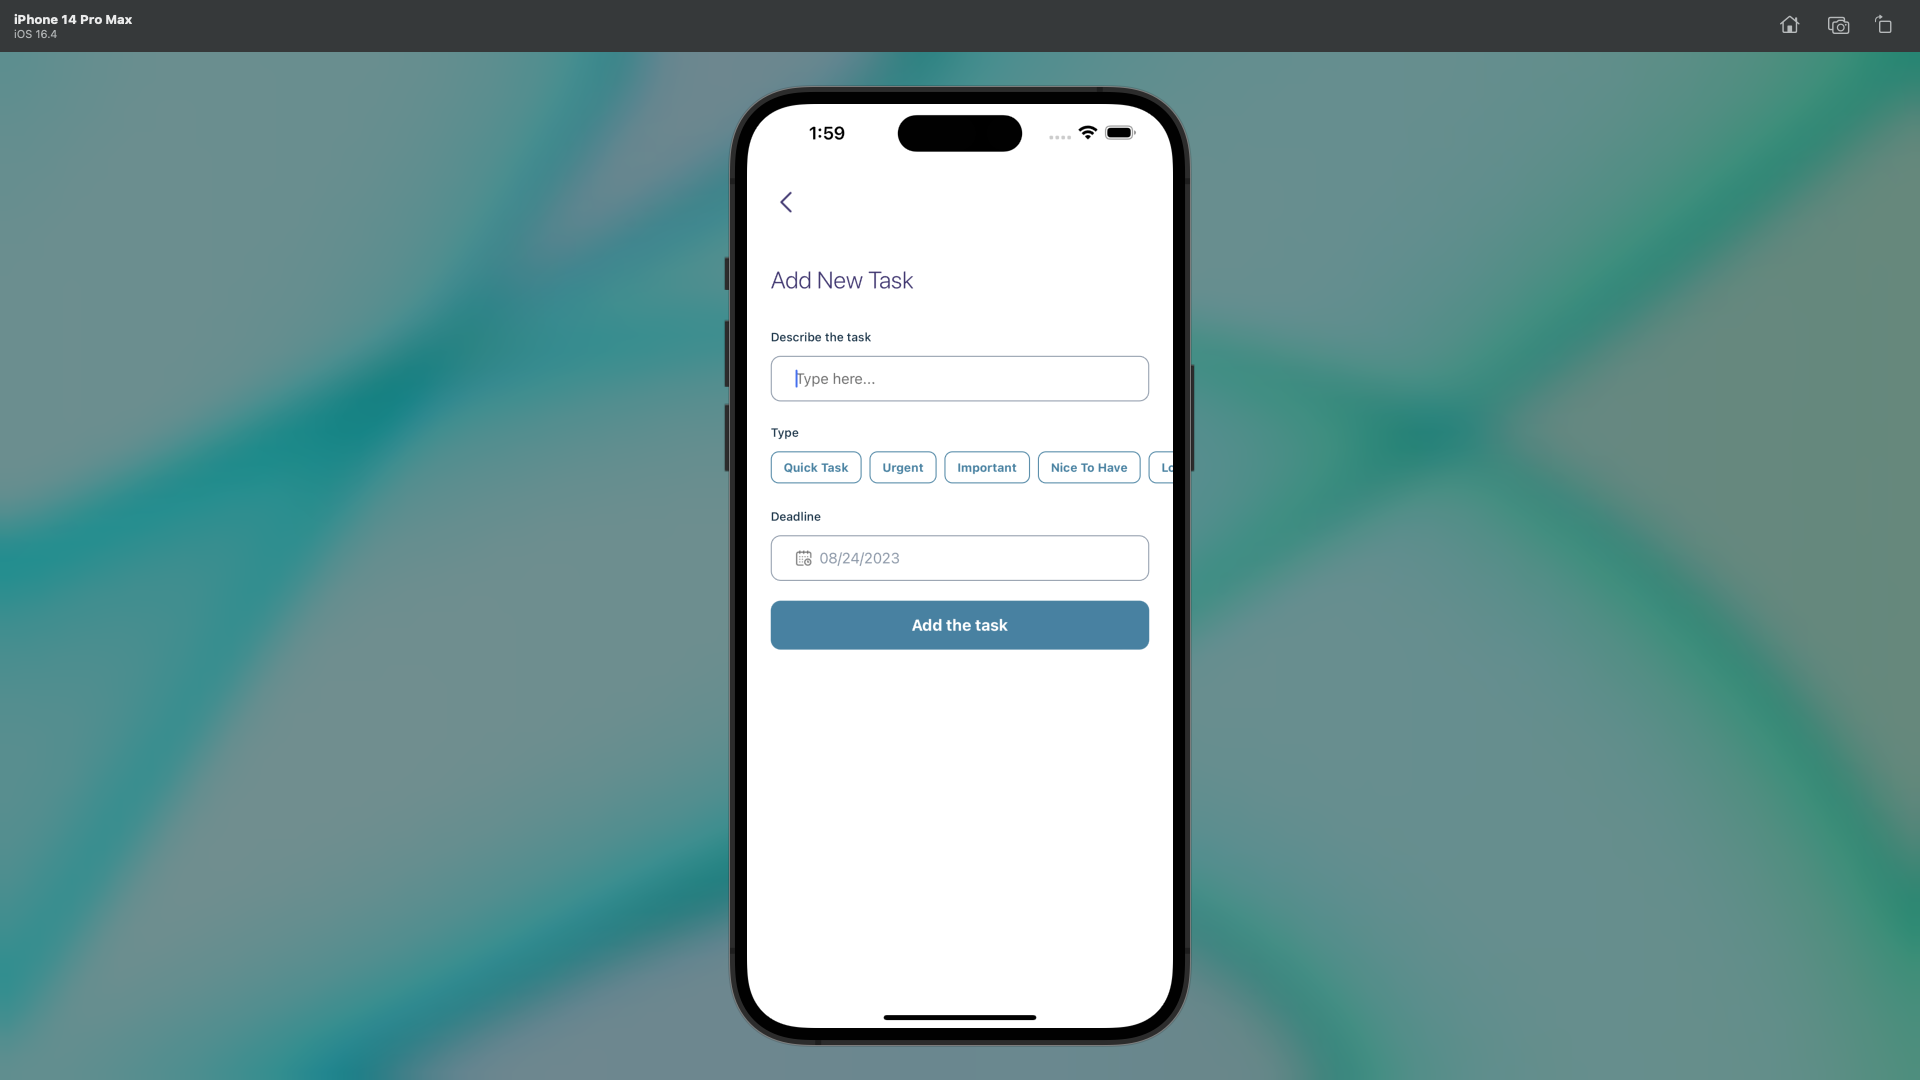 iPhone 14 Pro Max
iOS 16.4
1:59
Add New Task
Describe the task
Type here...
Type
Quick Task Urgent Important Nice To Have Lo
Deadline
08/24/2023
Add the task